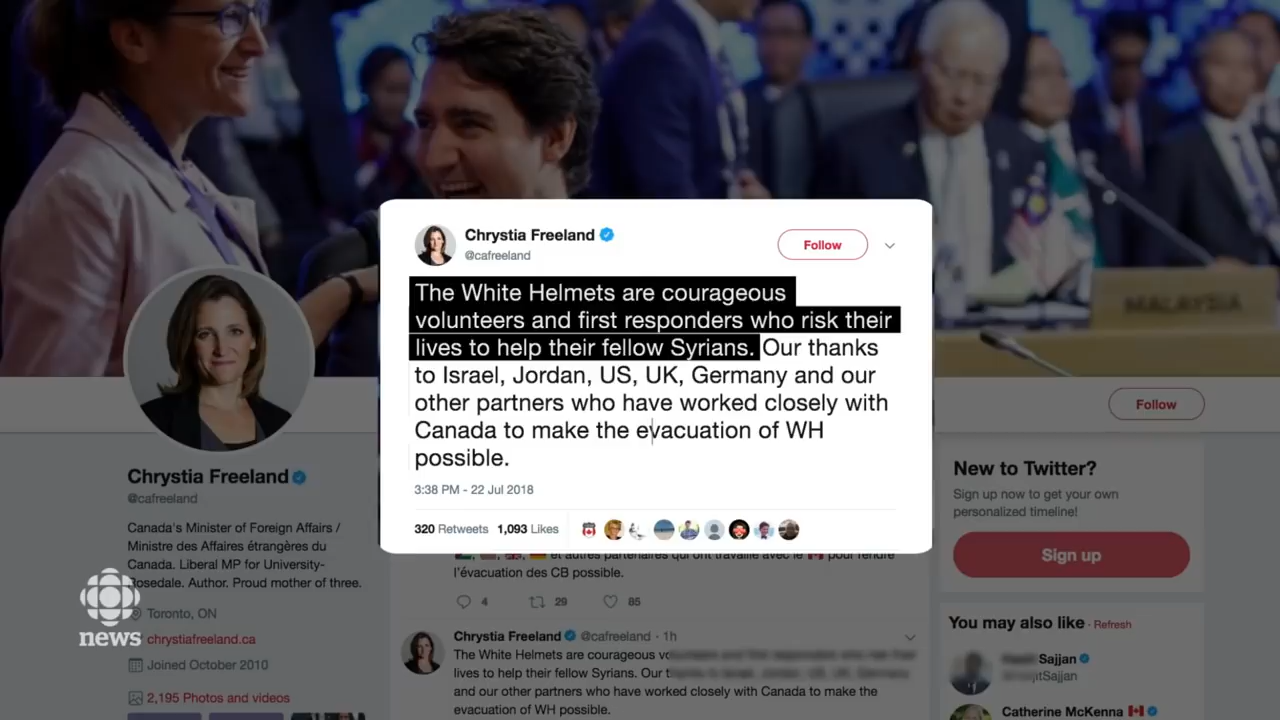 Chrystia Freeland
@cafreeland
Follow
The White Helmets are courageous
volunteers and first responders who risk their
lives to help their fellow Syrians. Our thanks
to Israel, Jordan, US, UK, Germany and our
other partners who have worked closely with
Canada to make the evacuation of WH
possible.
3:38 PM - 22 Jul 2018
320 Retweets 1,093 Likes
MALAYSIA
Follow
Chrystia Freeland
@cafreeland
Canada's Minister of Foreign Affairs /
Ministre des Affaires étrangères du
Canada. Liberal MP for University-
Rosedale. Author. Proud mother of three.
Toronto, ON
chrystiafreeland.ca
Joined October 2010
2,195 Photos and videos
news
et autres partenaires qui ont travaillé avec le pour rendre
l'évacuation des CB possible.
4 29 85
Chrystia Freeland @cafreeland · 1h
The White Helmets are courageous
lives to help their fellow Syrians. Our
and our other partners who have worked closely with Canada to make the
evacuation of WH possible.
New to Twitter?
Sign up now to get your own
personalized timeline!
Sign up
You may also like · Refresh
Sajjan
itSajjan
Catherine McKenna